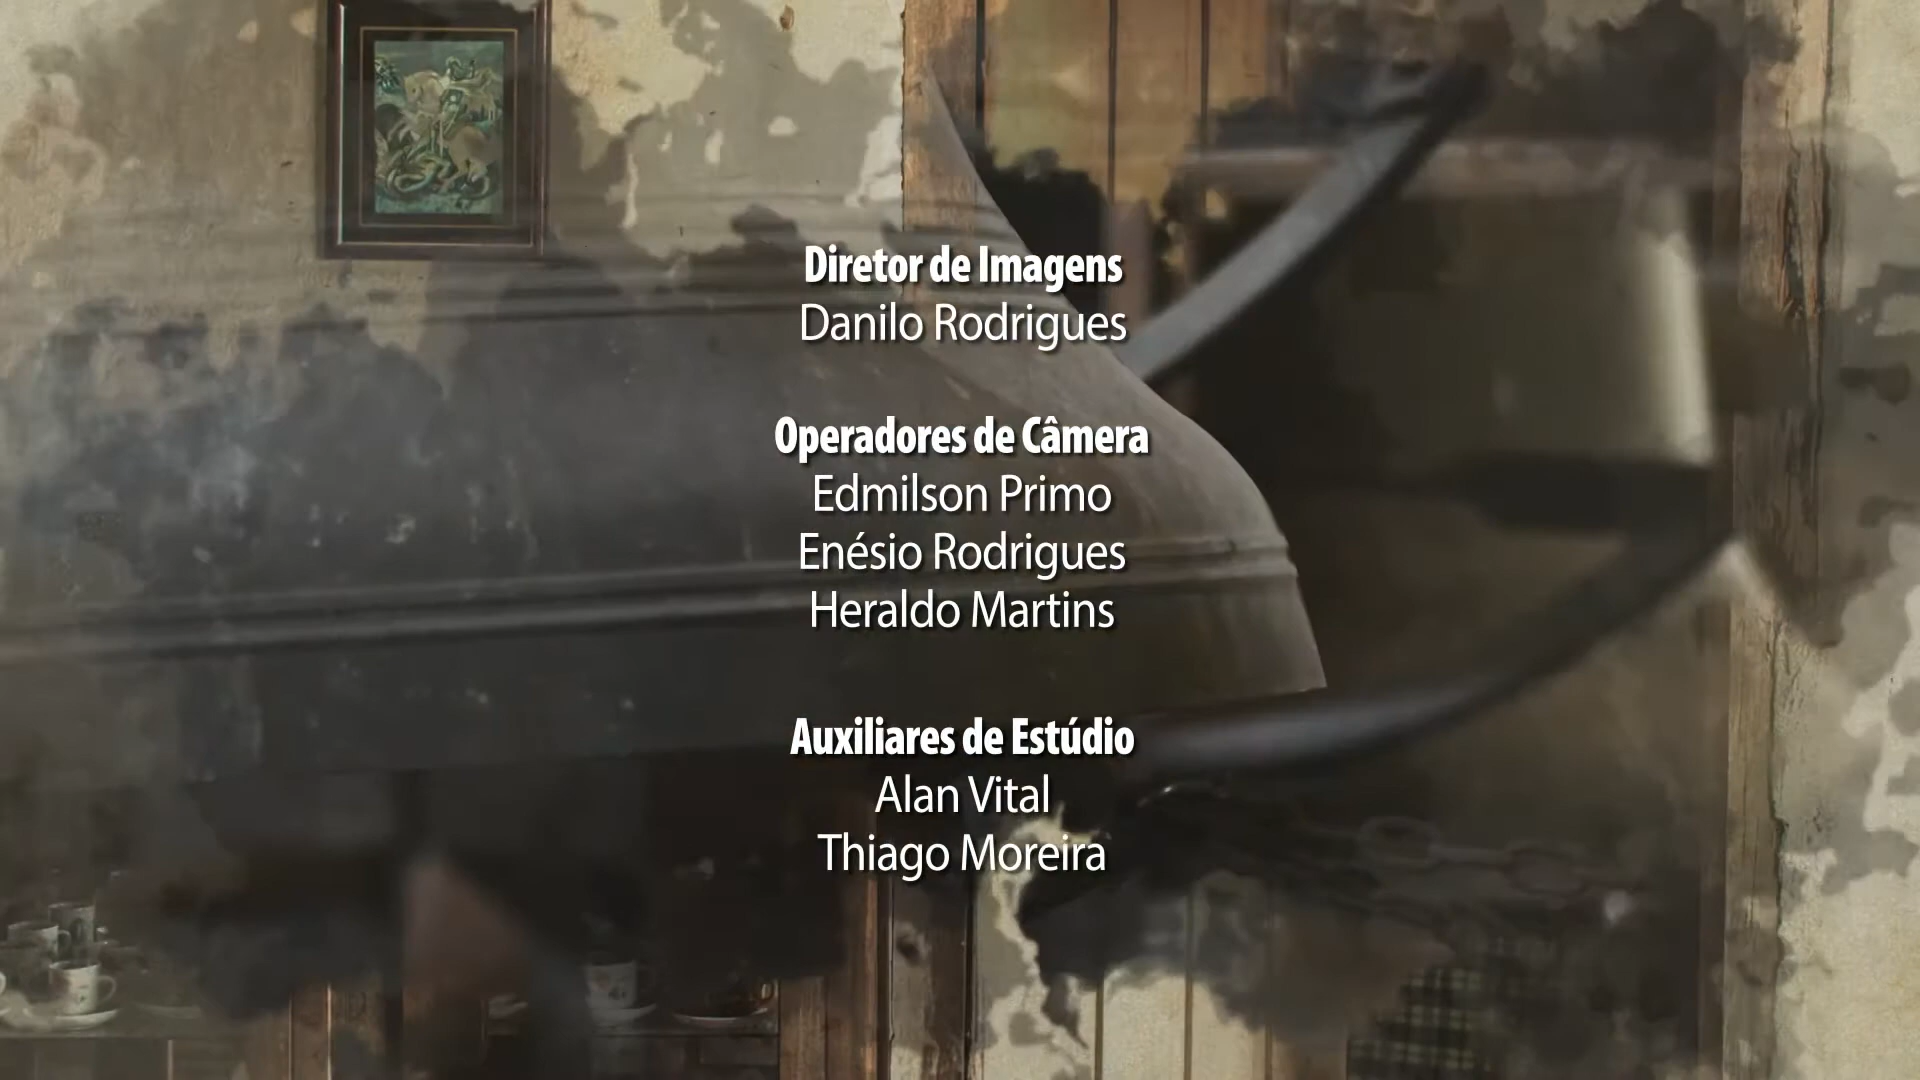 Diretor de Imagens
Danilo Rodrigues
Operadores de Câmera
Edmilson Primo
Enésio Rodrigues
Heraldo Martins
Auxiliares de Estúdio
Alan Vital
Thiago Moreira